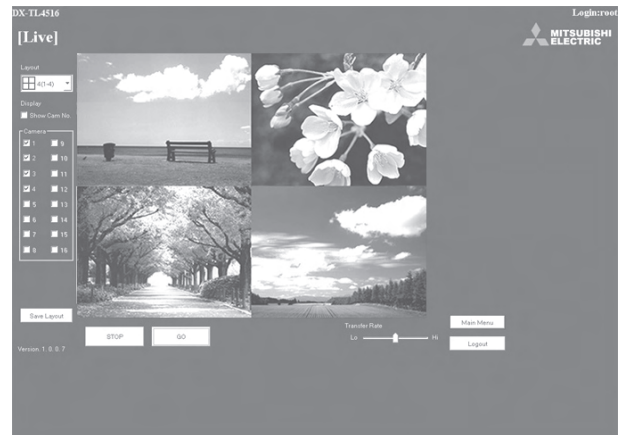 DX-TL4516
Login:root
[Live]
MITSUBISHI
ELECTRIC
Layout
4(1-4)
Display
Show Cam No.
Camera
1 9
2 10
3 11
4 12
5 13
6 14
7 15
8 16
Save Layout
STOP
GO
Transfer Rate
Lo
Hi
Main Menu
Logout
Version: 1. 0. 0. 7